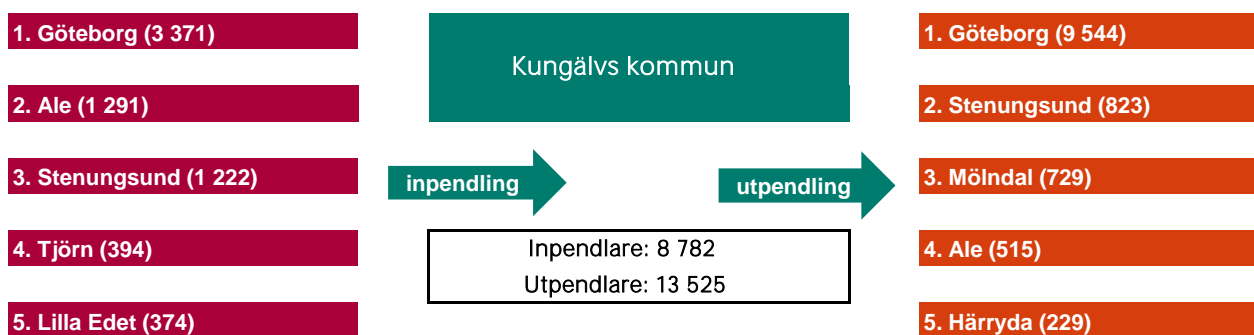 1. Göteborg (3 371)
2. Ale (1 291)
3. Stenungsund (1 222)
4. Tjörn (394)
5. Lilla Edet (374)
Kungälvs kommun
inpendling
utpendling
Inpendlare: 8 782
Utpendlare: 13 525
1. Göteborg (9 544)
2. Stenungsund (823)
3. Mölndal (729)
4. Ale (515)
5. Härryda (229)